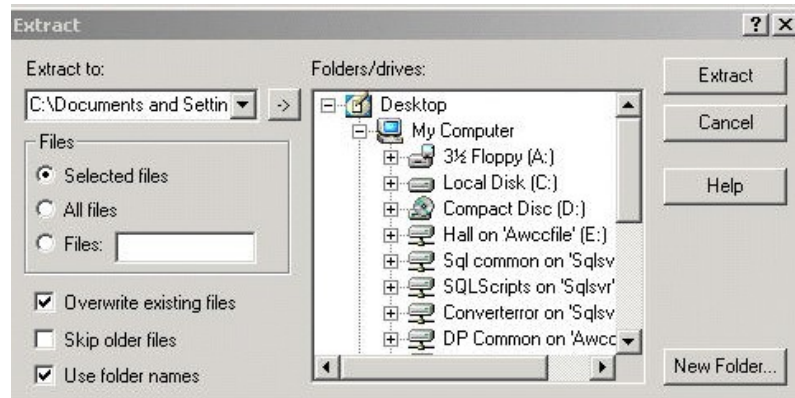 Extract
Extract to:
C:\Documents and Settin
->
Files
Selected files
All files
Files:
Overwrite existing files
Skip older files
Use folder names
Folders/drives:
Desktop
My Computer
3½ Floppy (A:)
Local Disk (C:)
Compact Disc (D:)
Hall on 'Awccfile' (E:)
Sql common on 'Sqlsv
SQLScripts on 'Sqlsvr'
Converterror on 'Sqlsv
DP Common on 'Awcc
Extract
Cancel
Help
New Folder...